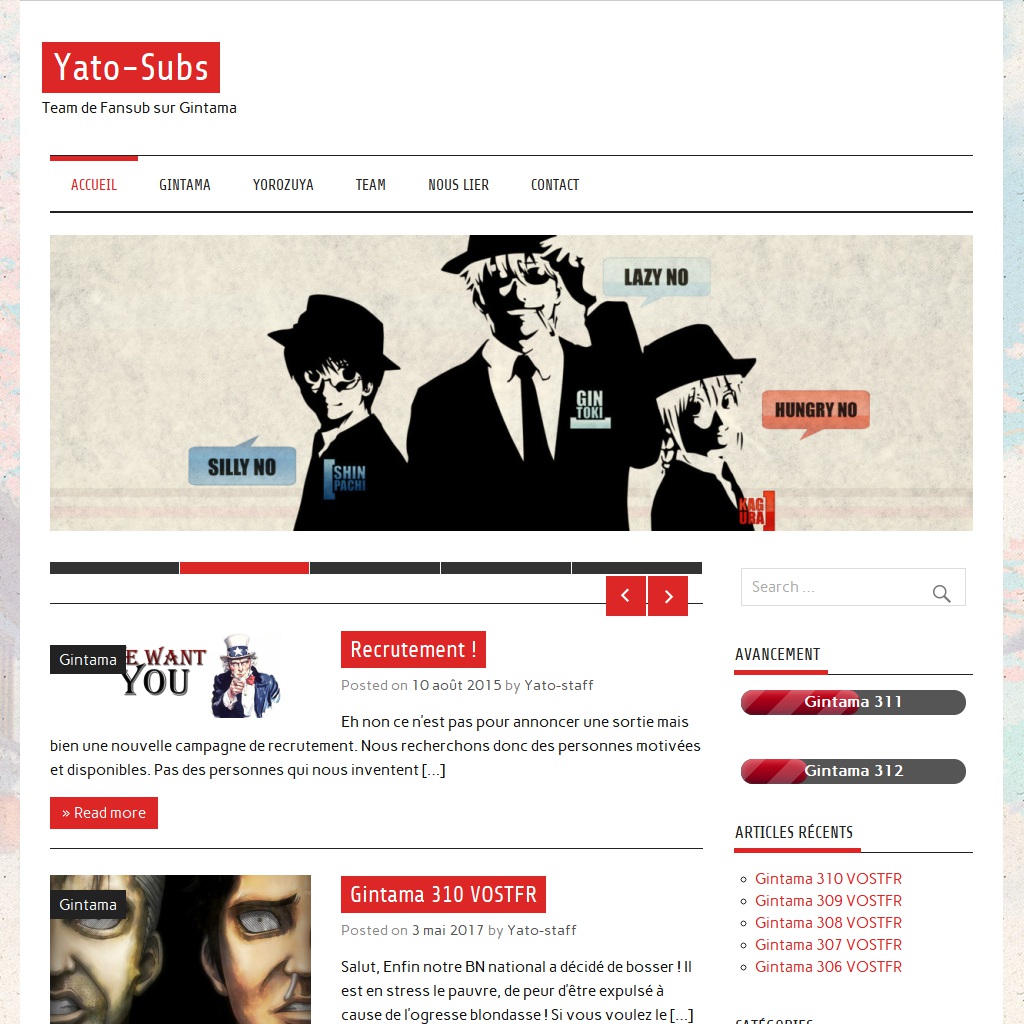 Yato-Subs
Team de Fansub sur Gintama
ACCUEIL GINTAMA YOROZUYA TEAM NOUS LIER CONTACT
LAZY NO
GIN
TOKI
HUNGRY NO
SILLY NO
SHIN
PACHI
KAG
URA
Search ...
Gintama
E WANT
YOU
Recrutement !
Posted on 10 août 2015 by Yato-staff
Eh non ce n'est pas pour annoncer une sortie mais
bien une nouvelle campagne de recrutement. Nous recherchons donc des personnes motivées
et disponibles. Pas des personnes qui nous inventent [...]
» Read more
Gintama
Gintama 310 VOSTFR
Posted on 3 mai 2017 by Yato-staff
Salut, Enfin notre BN national a décidé de bosser ! Il
est en stress le pauvre, de peur d'être expulsé à
cause de l'ogresse blondasse ! Si vous voulez le [...]
AVANCEMENT
Gintama 311
Gintama 312
ARTICLES RÉCENTS
Gintama 310 VOSTFR
Gintama 309 VOSTFR
Gintama 308 VOSTFR
Gintama 307 VOSTFR
Gintama 306 VOSTFR
CATÉGORIES